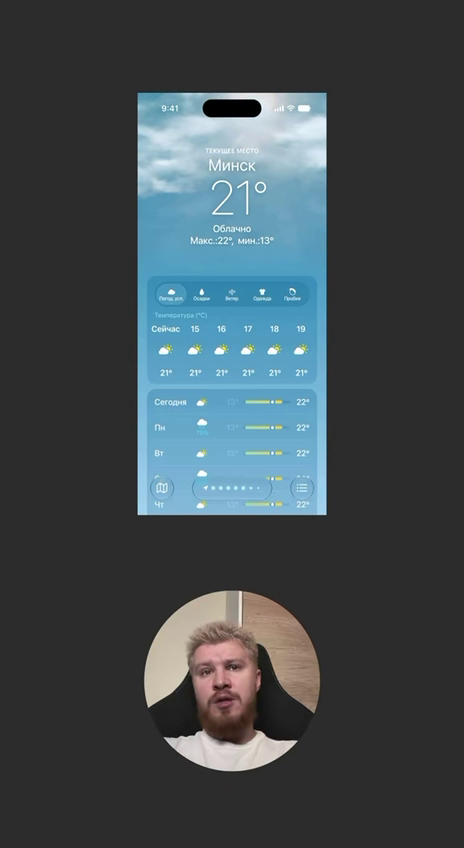 9:41
ТЕКУЩЕЕ МЕСТО
Минск
21°
Облачно
Макс.:22°, мин.:13°
Погод. усл. Осадки Ветер Одежда Пробки
Температура (°C)
Сейчас 15 16 17 18 19
21° 21° 21° 21° 21° 21°
Сегодня 13° 22°
Пн 13° 22°
Вт 13° 22°
22°
Чт 22°